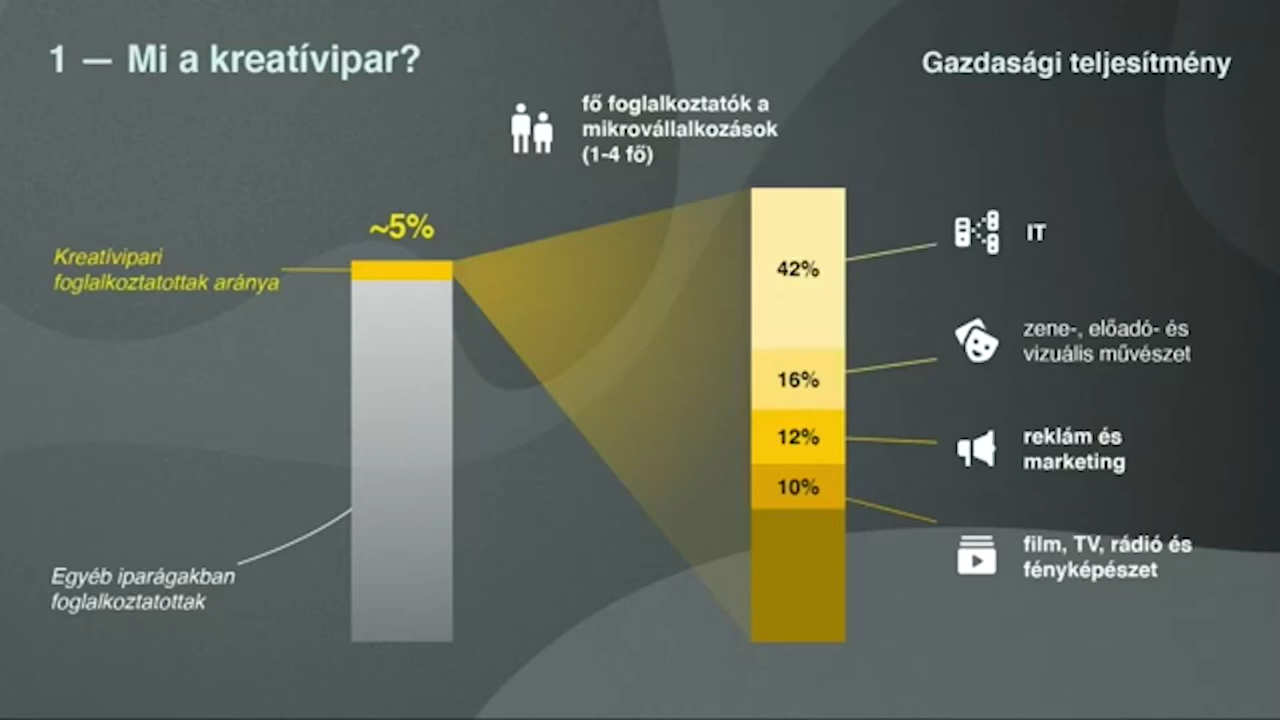 1 — Mi a kreatívipar?
Gazdasági teljesítmény
fő foglalkoztatók a
mikrovállalkozások
(1-4 fő)
~5%
Kreatívipari
foglalkoztatottak aránya
Egyéb iparágakban
foglalkoztatottak
42%
IT
16%
zene-, előadó- és
vizuális művészet
12%
reklám és
marketing
10%
film, TV, rádió és
fényképészet